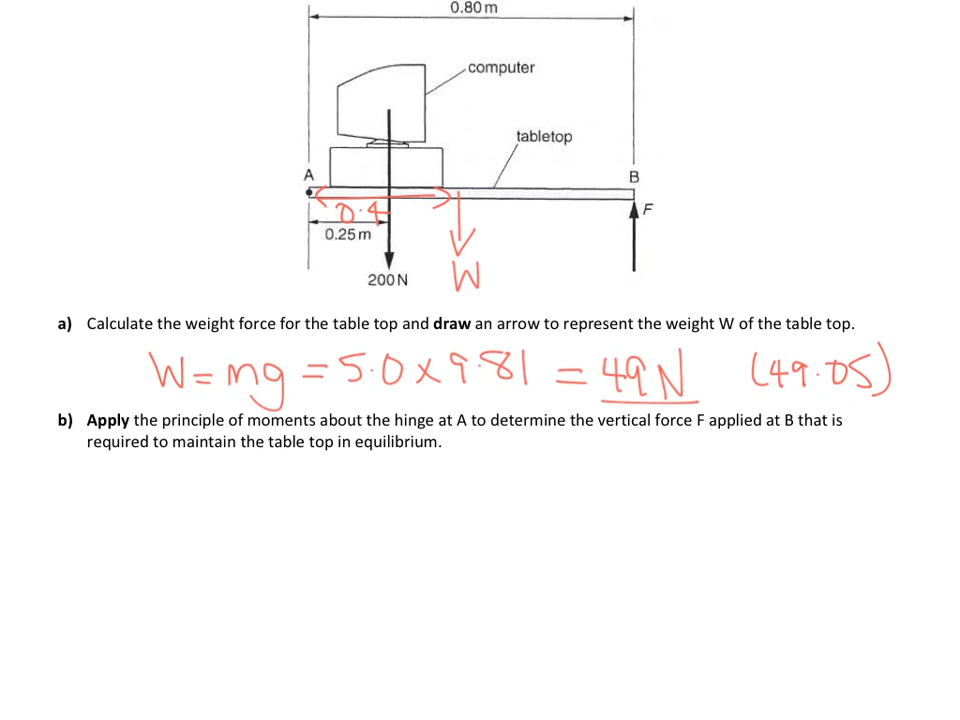 0.80 m
computer
tabletop
A
B
0.4
F
0.25 m
200 N
W
a) Calculate the weight force for the table top and draw an arrow to represent the weight W of the table top.
W = mg = 5.0 x 9.81 = 49 N (49.05)
b) Apply the principle of moments about the hinge at A to determine the vertical force F applied at B that is
required to maintain the table top in equilibrium.